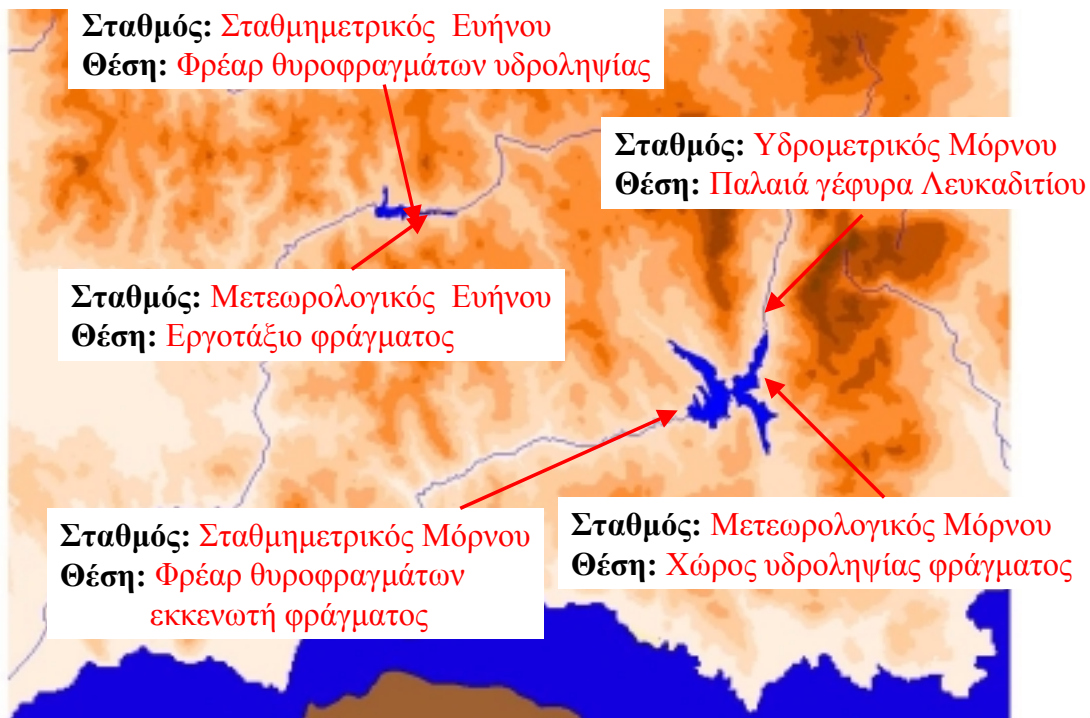 Σταθμός: Σταθμημετρικός Ευήνου
Θέση: Φρέαρ θυροφραγμάτων υδροληψίας
Σταθμός: Υδρομετρικός Μόρνου
Θέση: Παλαιά γέφυρα Λευκαδιτίου
Σταθμός: Μετεωρολογικός Ευήνου
Θέση: Εργοτάξιο φράγματος
Σταθμός: Σταθμημετρικός Μόρνου
Θέση: Φρέαρ θυροφραγμάτων
εκκενωτή φράγματος
Σταθμός: Μετεωρολογικός Μόρνου
Θέση: Χώρος υδροληψίας φράγματος